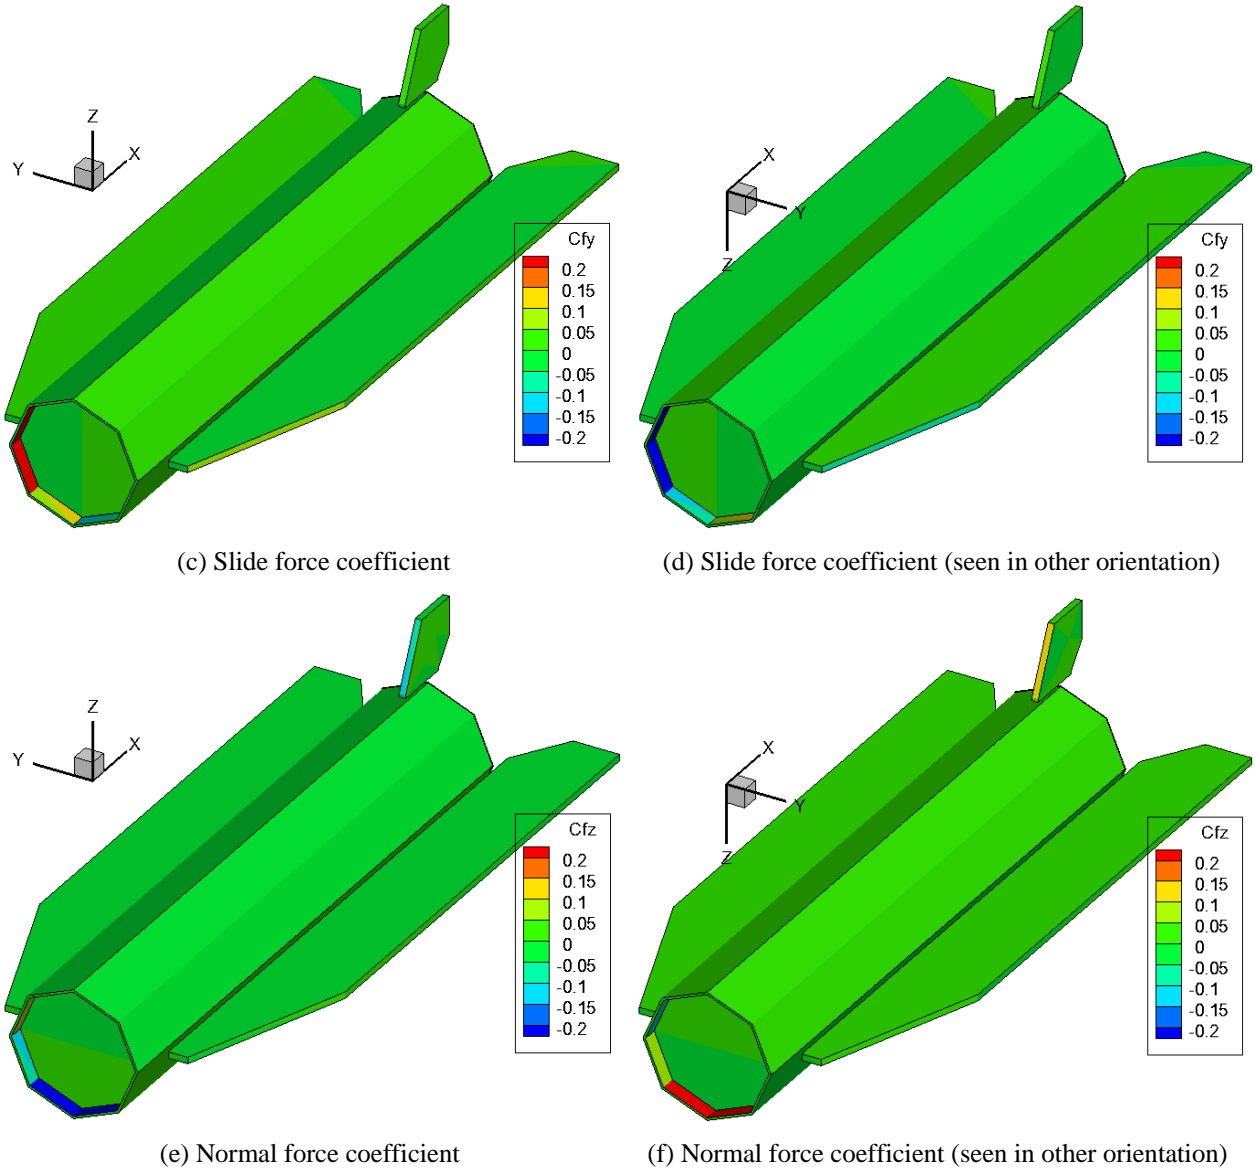 Z
X
Y
Cfy
0.2
0.15
0.1
0.05
0
-0.05
-0.1
-0.15
-0.2
X
Y
Z
Cfy
0.2
0.15
0.1
0.05
0
-0.05
-0.1
-0.15
-0.2
(c) Slide force coefficient
(d) Slide force coefficient (seen in other orientation)
Z
X
Y
Cfz
0.2
0.15
0.1
0.05
0
-0.05
-0.1
-0.15
-0.2
X
Y
Z
Cfz
0.2
0.15
0.1
0.05
0
-0.05
-0.1
-0.15
-0.2
(e) Normal force coefficient
(f) Normal force coefficient (seen in other orientation)